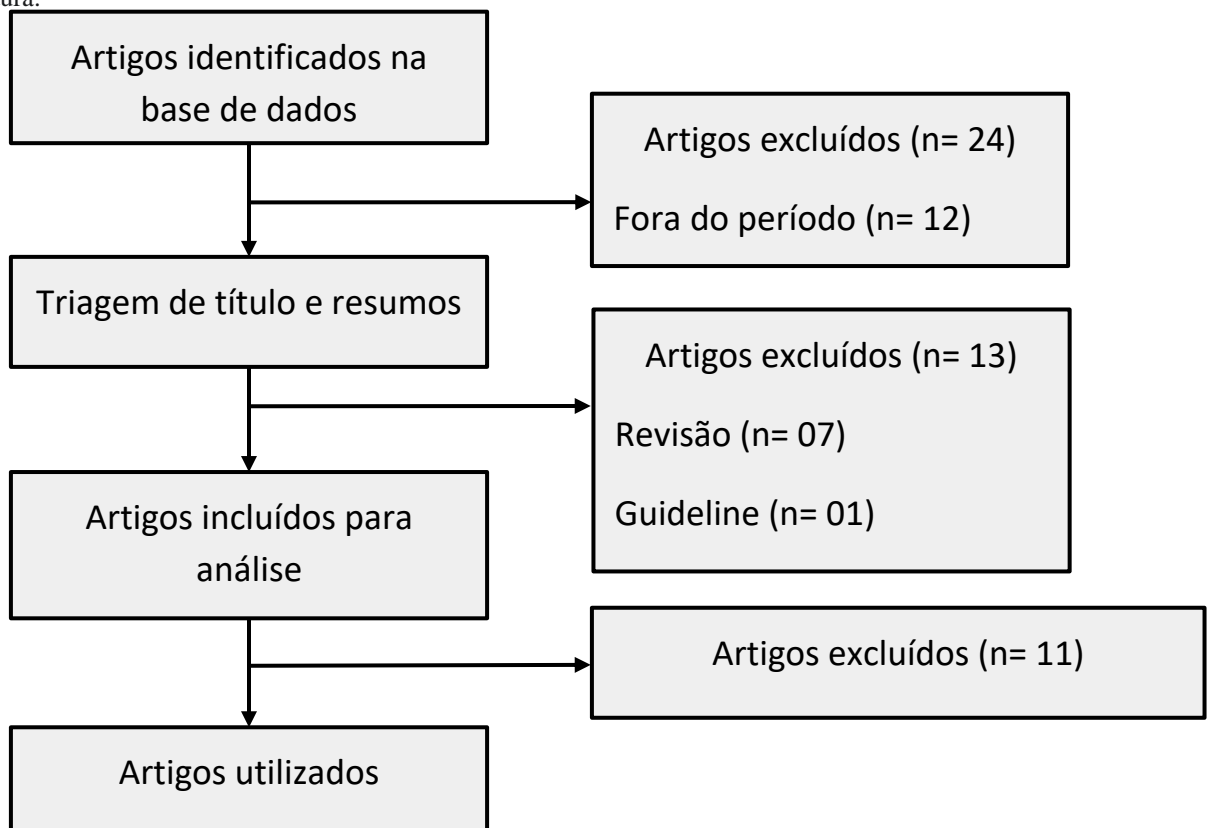 Artigos identificados na
base de dados
Artigos excluídos (n= 24)
Fora do período (n= 12)
Triagem de título e resumos
Artigos excluídos (n= 13)
Revisão (n= 07)
Guideline (n= 01)
Artigos incluídos para
análise
Artigos excluídos (n= 11)
Artigos utilizados